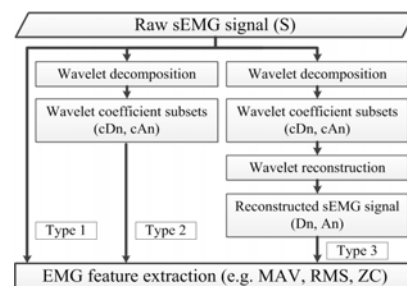 Raw sEMG signal (S)
Wavelet decomposition
Wavelet decomposition
Wavelet coefficient subsets
(cDn, cAn)
Wavelet coefficient subsets
(cDn, cAn)
Wavelet reconstruction
Reconstructed sEMG signal
(Dn, An)
Type 1
Type 2
Type 3
EMG feature extraction (e.g. MAV, RMS, ZC)